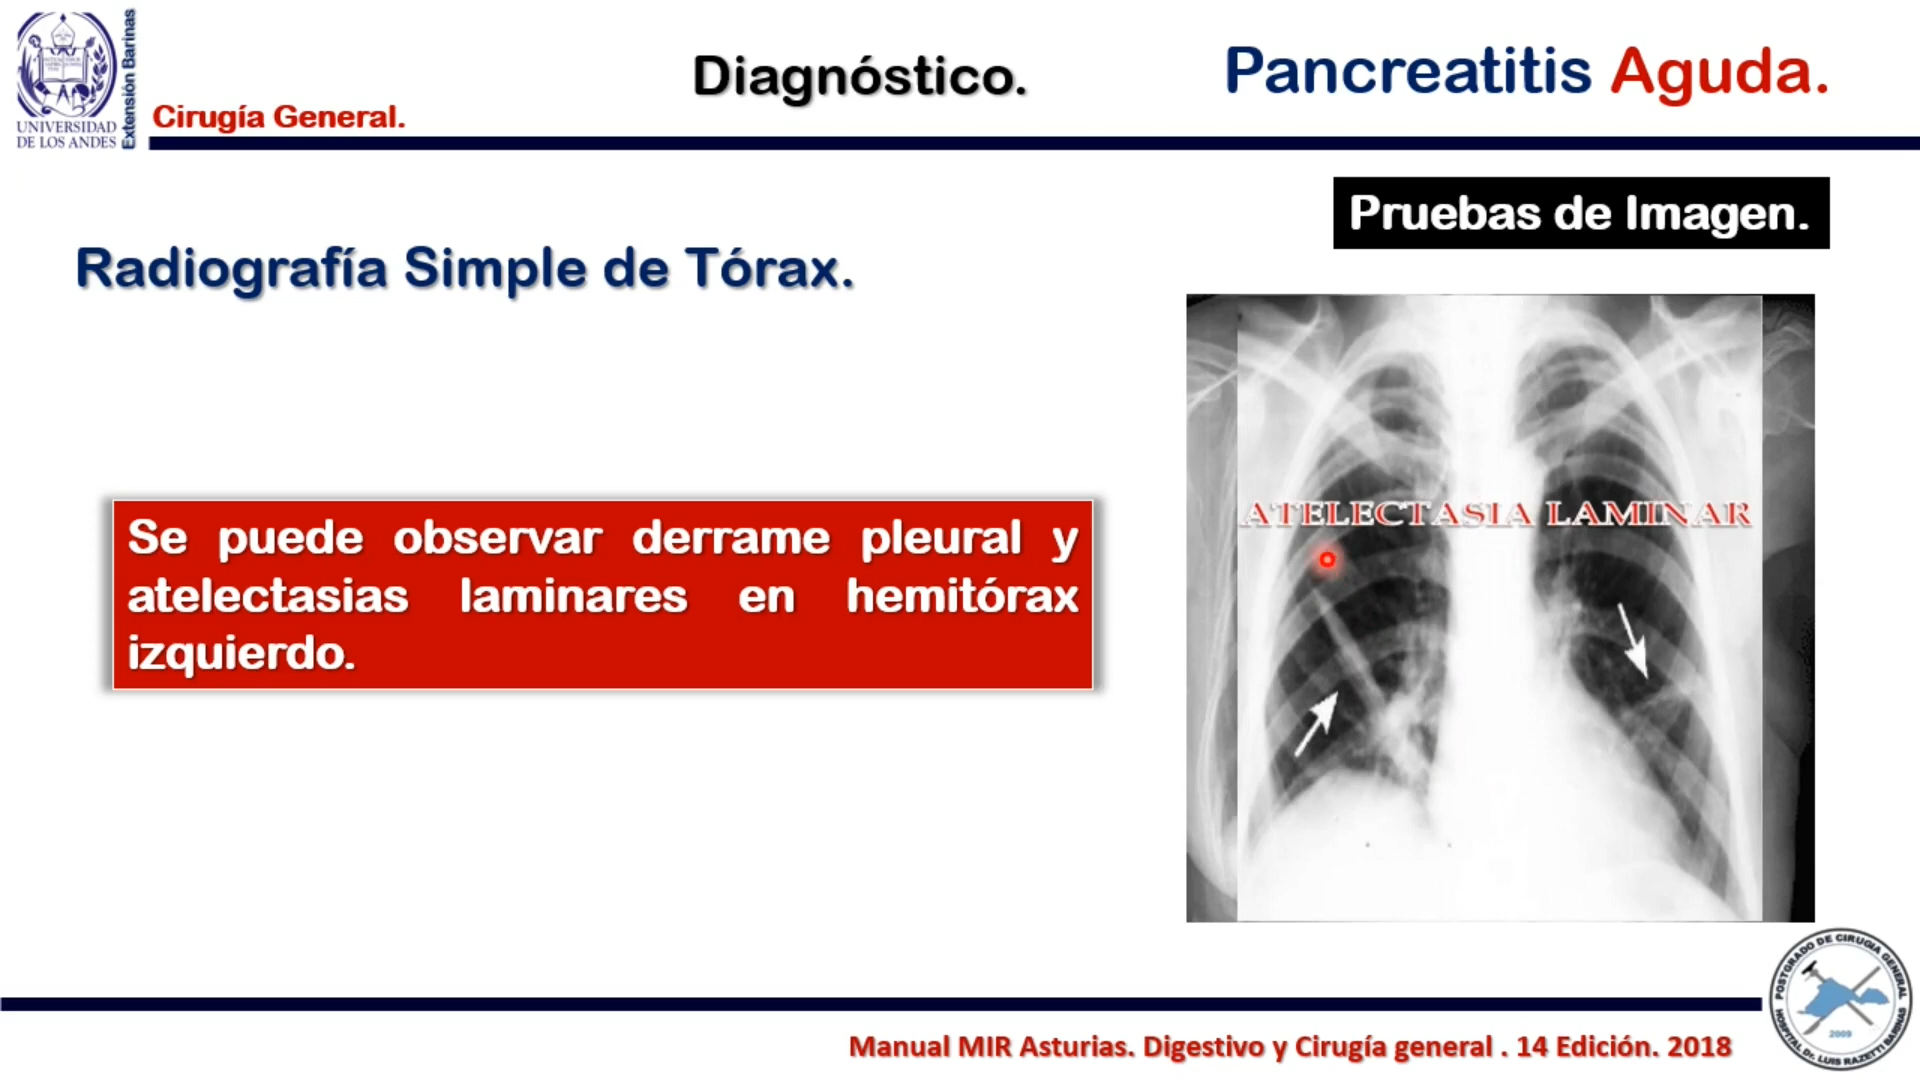 UNIVERSIDAD
DE LOS ANDES
Extensión Barinas
Cirugía General.
Diagnóstico.
Pancreatitis Aguda.
Pruebas de Imagen.
Radiografía Simple de Tórax.
Se puede observar derrame pleural y
atelectasias laminares en hemitórax
izquierdo.
ATELECTASIA LAMINAR
POSTGRADO DE CIRUGIA GENERAL
HOSPITAL Dr. LUIS RAZETTI BARINAS
2009
Manual MIR Asturias. Digestivo y Cirugía general . 14 Edición. 2018